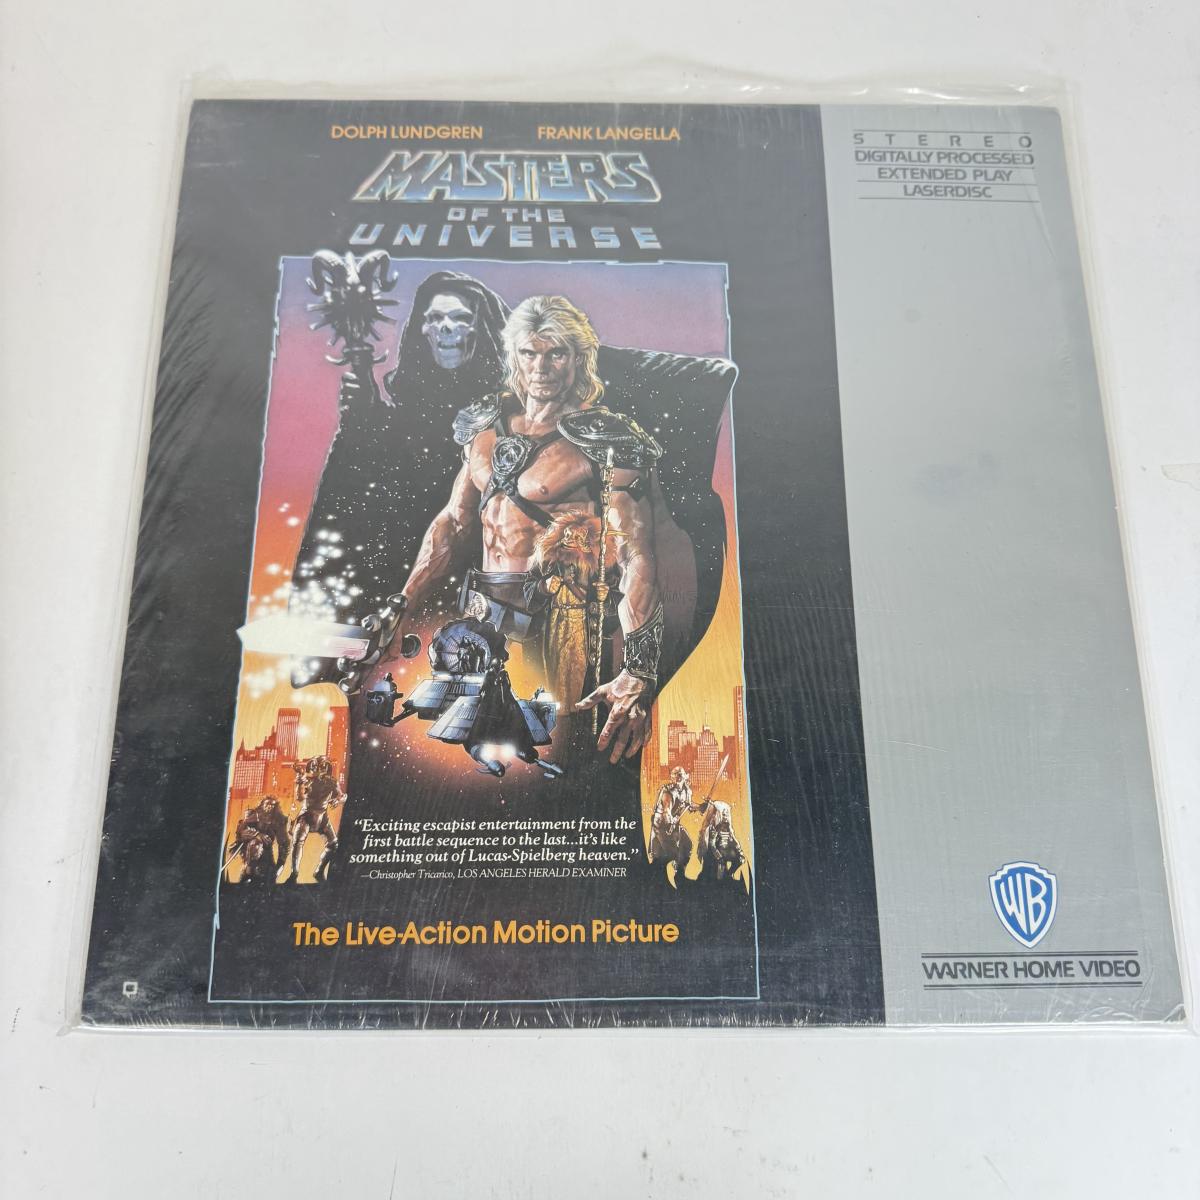 DOLPH LUNDGREN FRANK LANGELLA
MASTERS
OF THE
UNIVERSE
STEREO
DIGITALLY PROCESSED
EXTENDED PLAY
LASERDISC
“Exciting escapist entertainment from the
first battle sequence to the last...it’s like
something out of Lucas-Spielberg heaven.”
—Christopher Tricarico, LOS ANGELES HERALD EXAMINER
The Live-Action Motion Picture
WB
WARNER HOME VIDEO